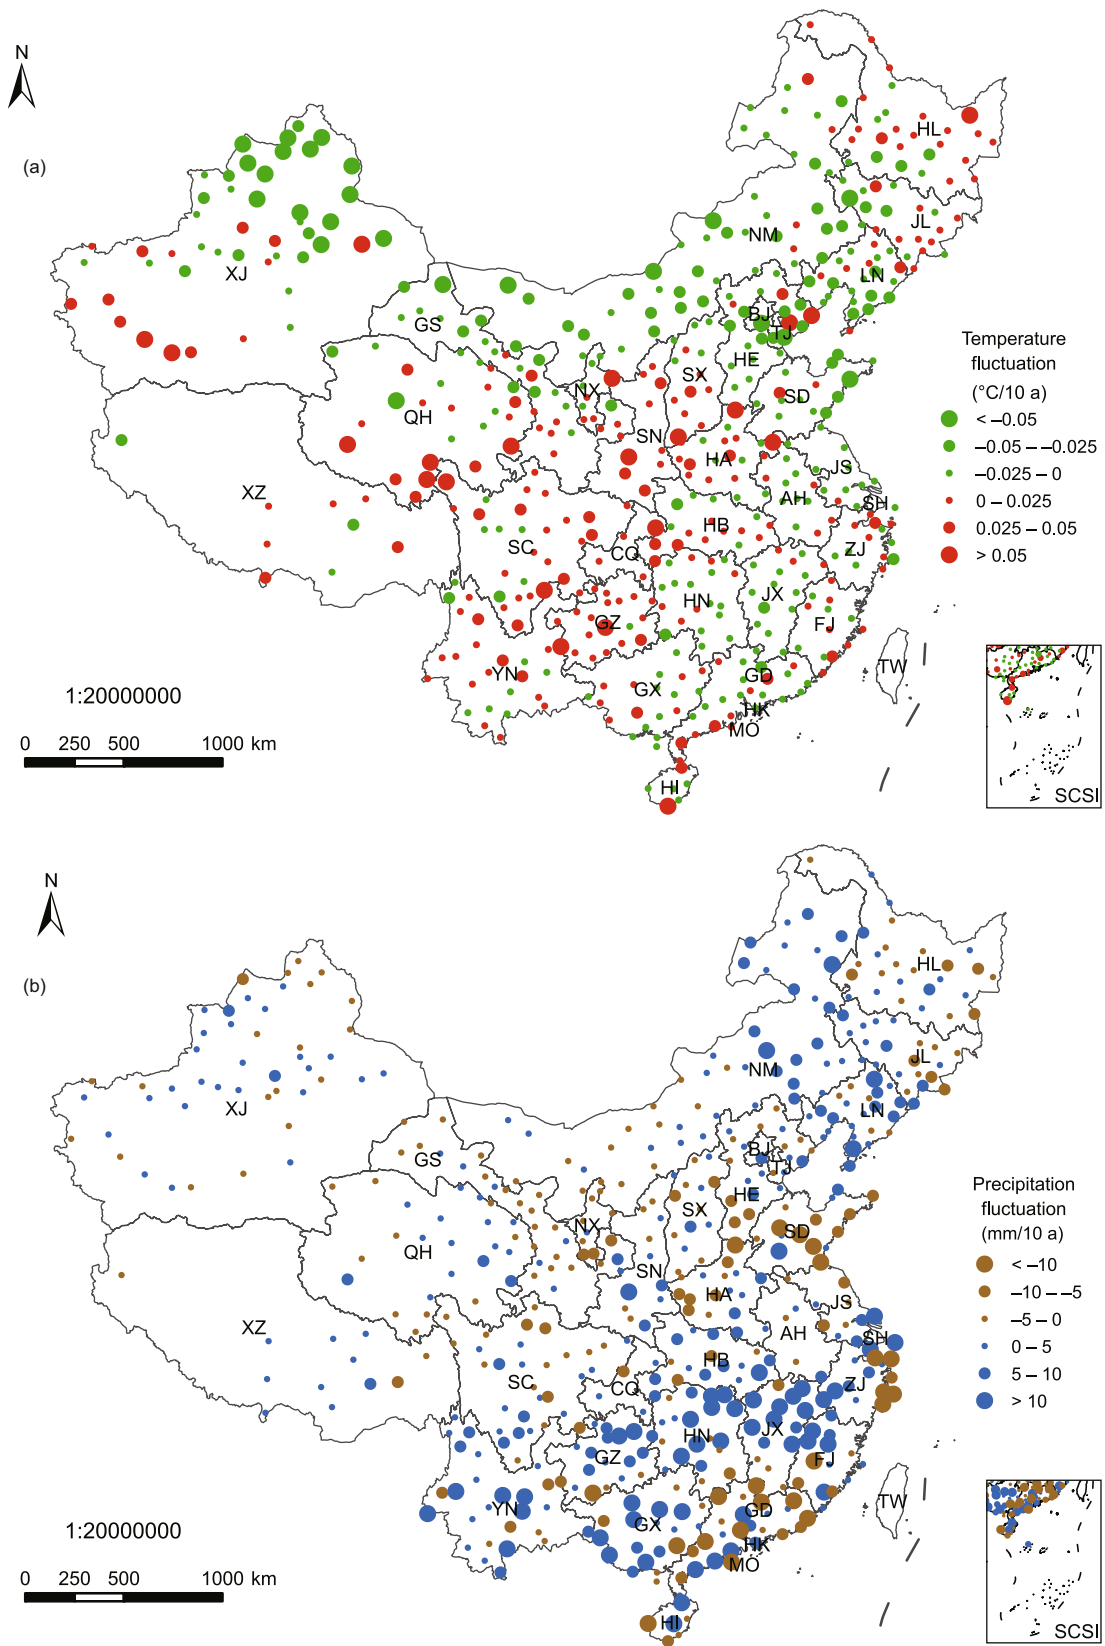 N
(a)
HL
JL
NM
LN
XJ
GS
BJ
TJ
HE
SX
NX
SD
QH
SN
HA
JS
XZ
AH
SH
HB
SC
CQ
ZJ
HN
JX
GZ
FJ
YN
GX
GD
TW
HK
MO
HI
Temperature
fluctuation
(°C/10 a)
< –0.05
–0.05 – –0.025
–0.025 – 0
0 – 0.025
0.025 – 0.05
> 0.05
1:20000000
0 250 500 1000 km
SCSI
N
(b)
HL
JL
NM
LN
XJ
GS
BJ
TJ
HE
SX
NX
SD
QH
SN
HA
JS
XZ
AH
SH
HB
SC
CQ
ZJ
HN
JX
GZ
FJ
YN
GX
GD
TW
HK
MO
HI
Precipitation
fluctuation
(mm/10 a)
< –10
–10 – –5
–5 – 0
0 – 5
5 – 10
> 10
1:20000000
0 250 500 1000 km
SCSI